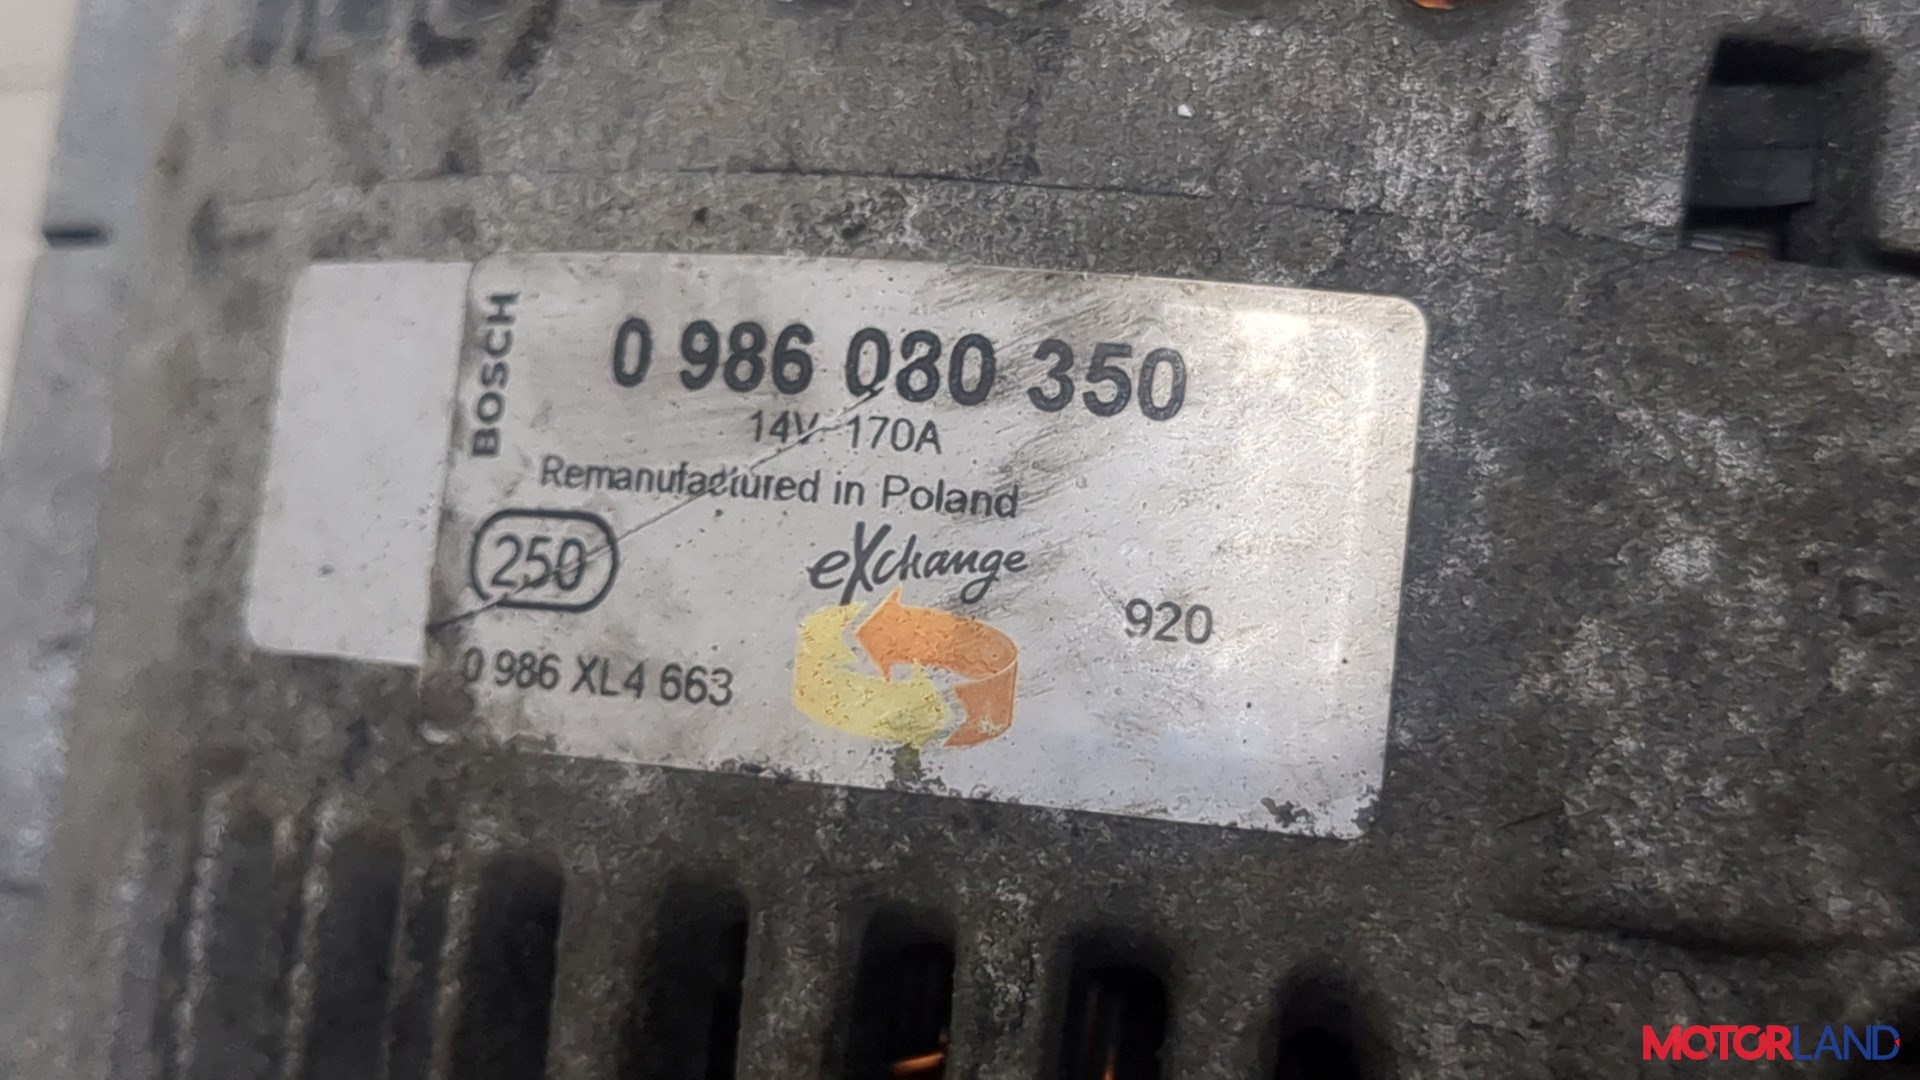 BOSCH
0 986 080 350
14V 170A
Remanufactured in Poland
250
eXchange
920
0 986 XL4 663
MOTORLAND